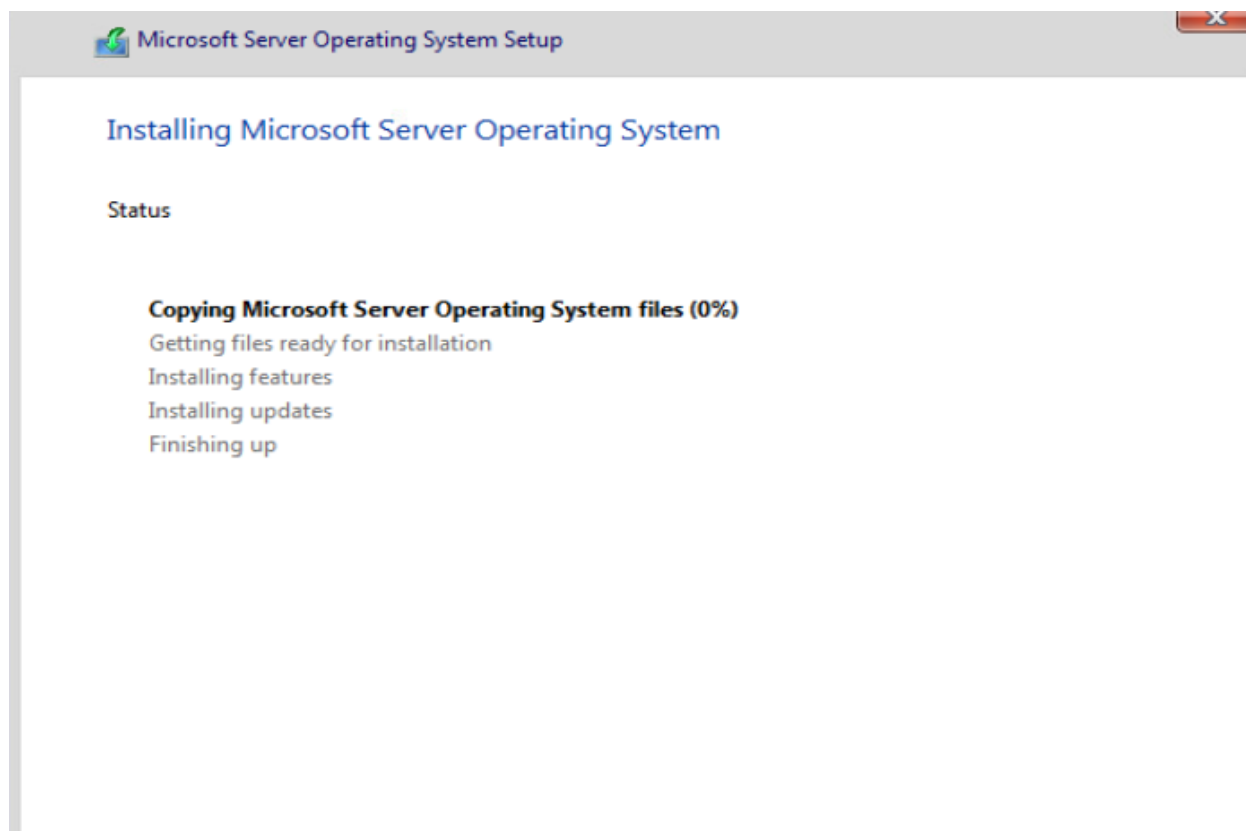 Microsoft Server Operating System Setup
Installing Microsoft Server Operating System
Status
Copying Microsoft Server Operating System files (0%)
Getting files ready for installation
Installing features
Installing updates
Finishing up